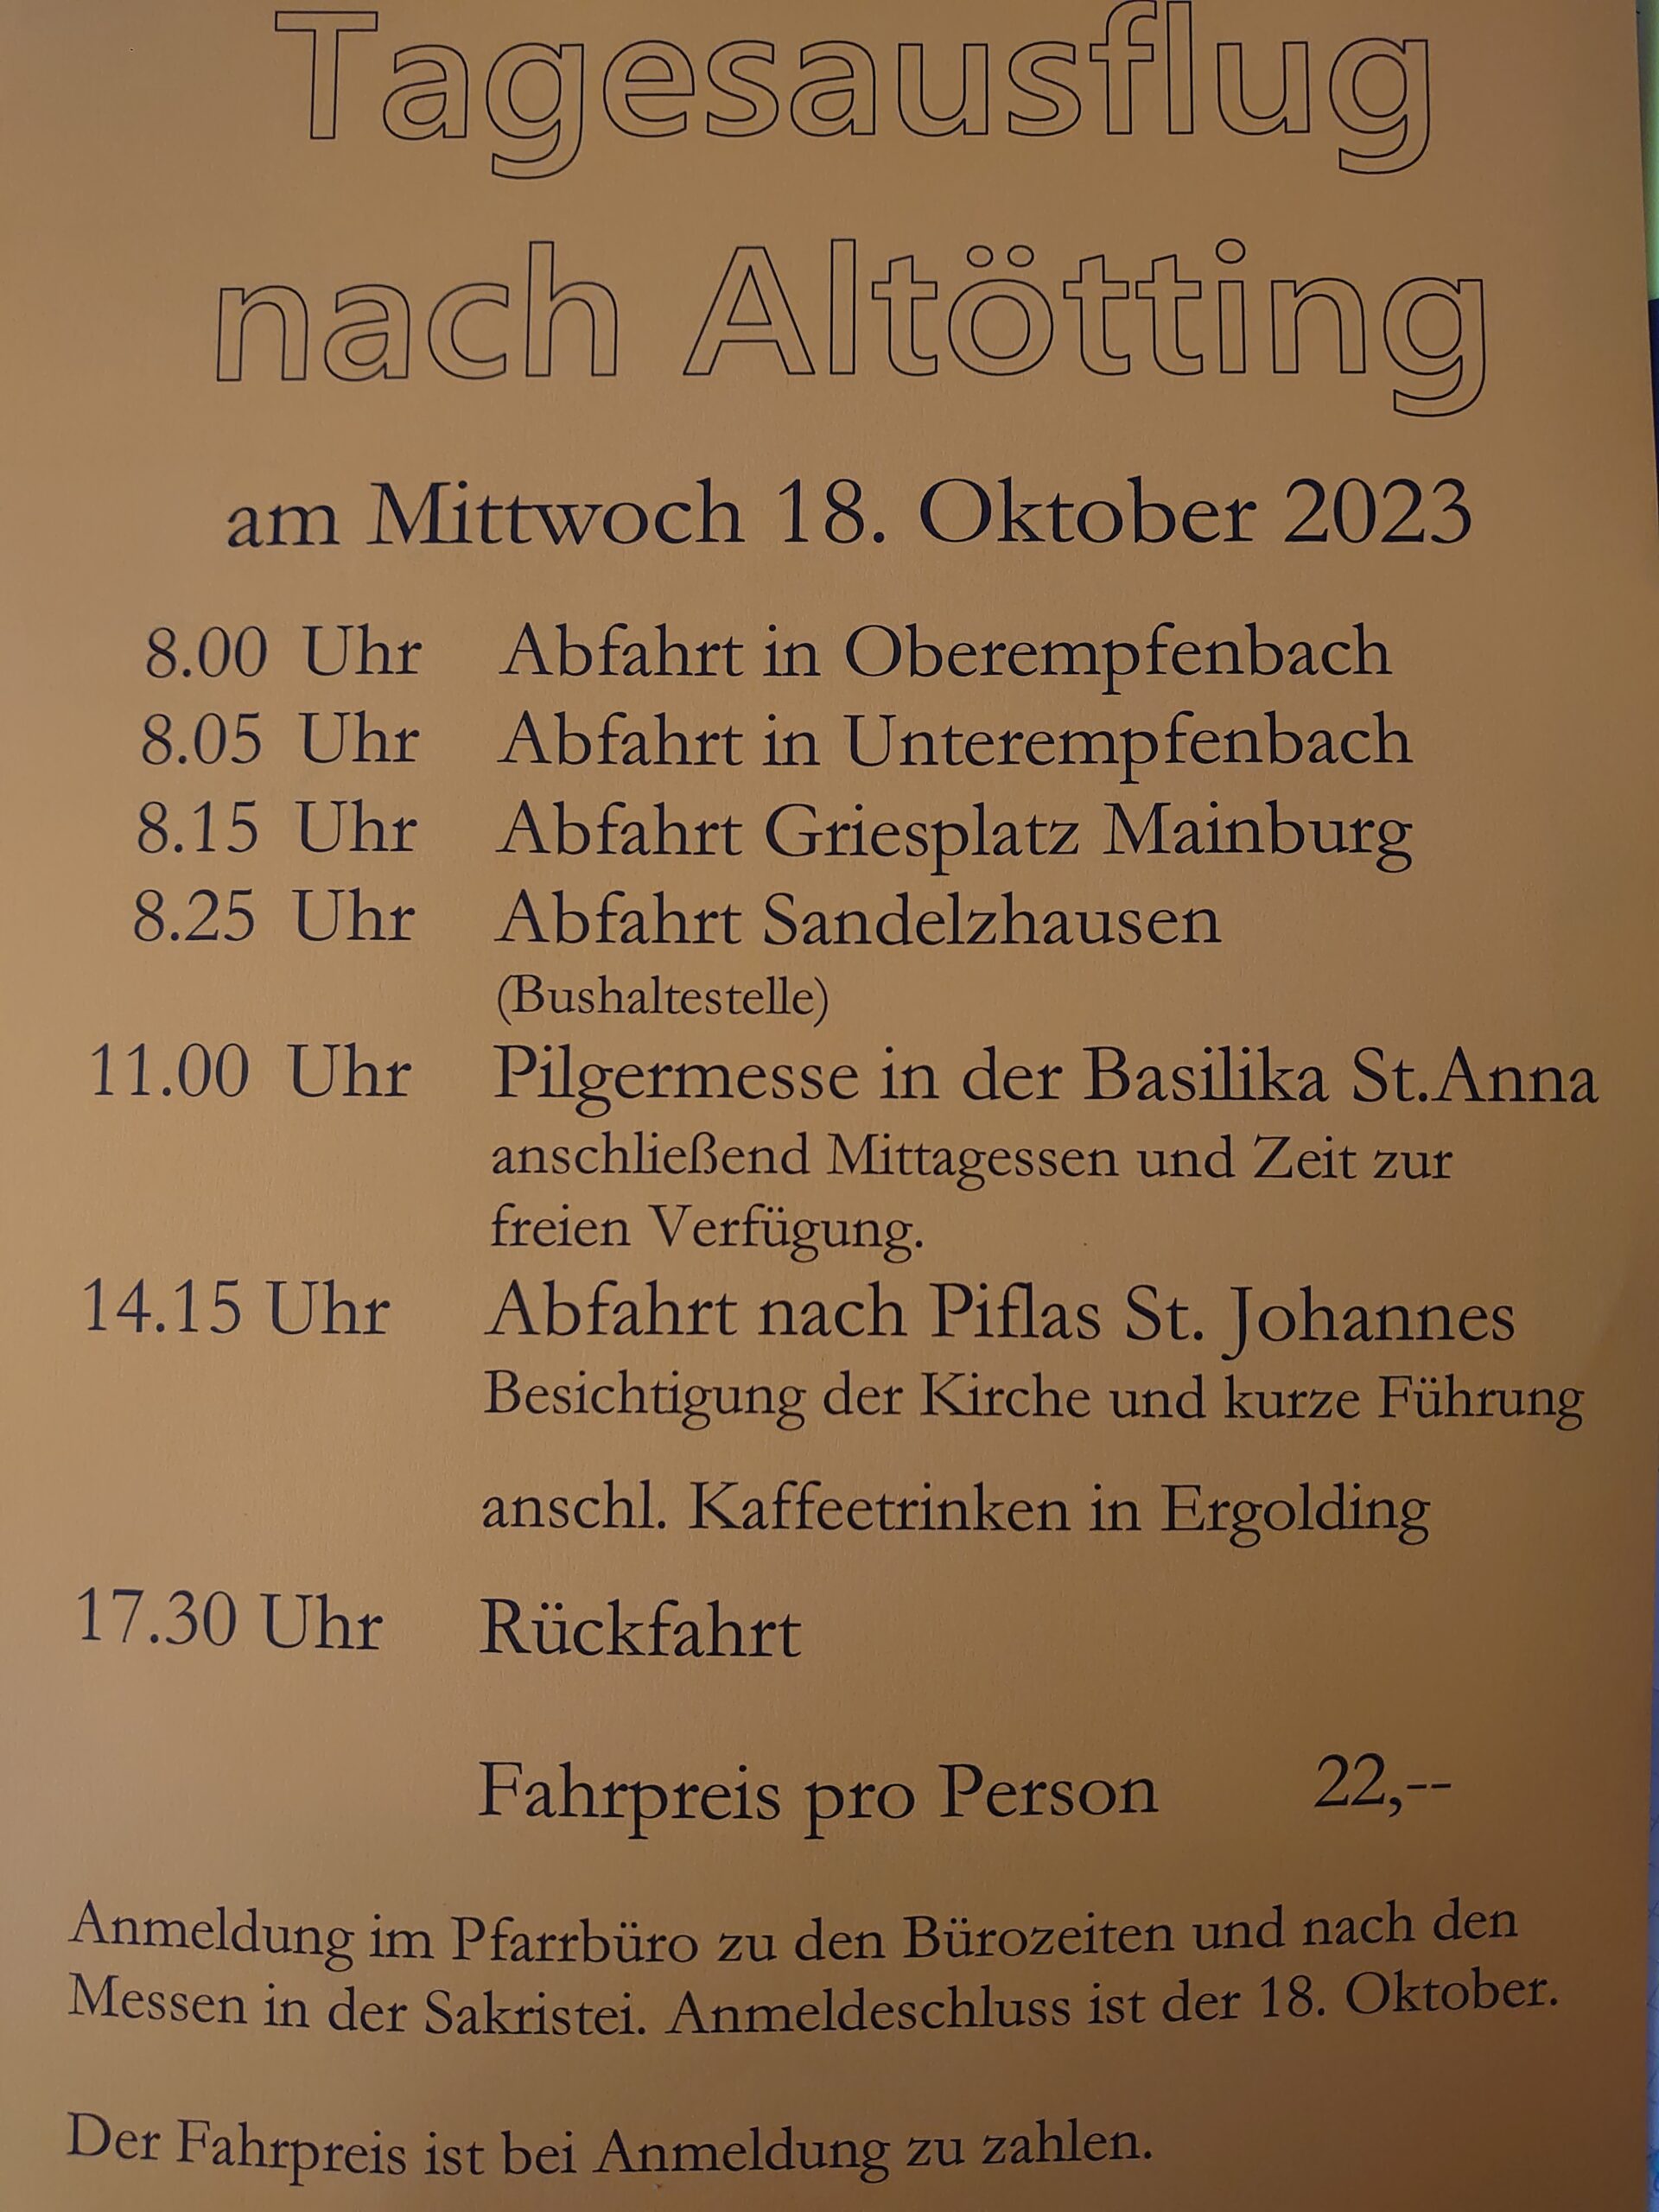 Tagesausflug
nach Altötting
am Mittwoch 18. Oktober 2023
8.00 Uhr Abfahrt in Oberempfenbach
8.05 Uhr Abfahrt in Unterempfenbach
8.15 Uhr Abfahrt Griesplatz Mainburg
8.25 Uhr Abfahrt Sandelzhausen
(Bushaltestelle)
11.00 Uhr Pilgermesse in der Basilika St.Anna
anschließend Mittagessen und Zeit zur
freien Verfügung.
14.15 Uhr Abfahrt nach Piflas St. Johannes
Besichtigung der Kirche und kurze Führung
anschl. Kaffeetrinken in Ergolding
17.30 Uhr Rückfahrt
Fahrpreis pro Person 22,--
Anmeldung im Pfarrbüro zu den Bürozeiten und nach den
Messen in der Sakristei. Anmeldeschluss ist der 18. Oktober.
Der Fahrpreis ist bei Anmeldung zu zahlen.